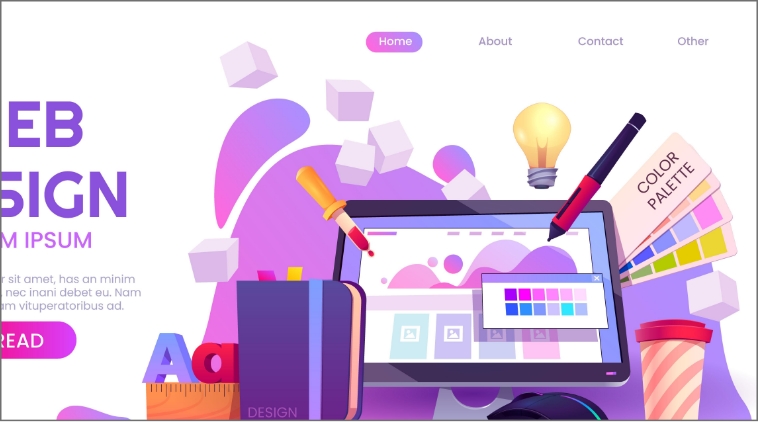 Home About Contact Other
EB
SIGN
M IPSUM
r sit amet, has an minim
, nec inani debet eu. Nam
am vituperatoribus ad.
READ
COLOR
PALETTE
Aa
DESIGN